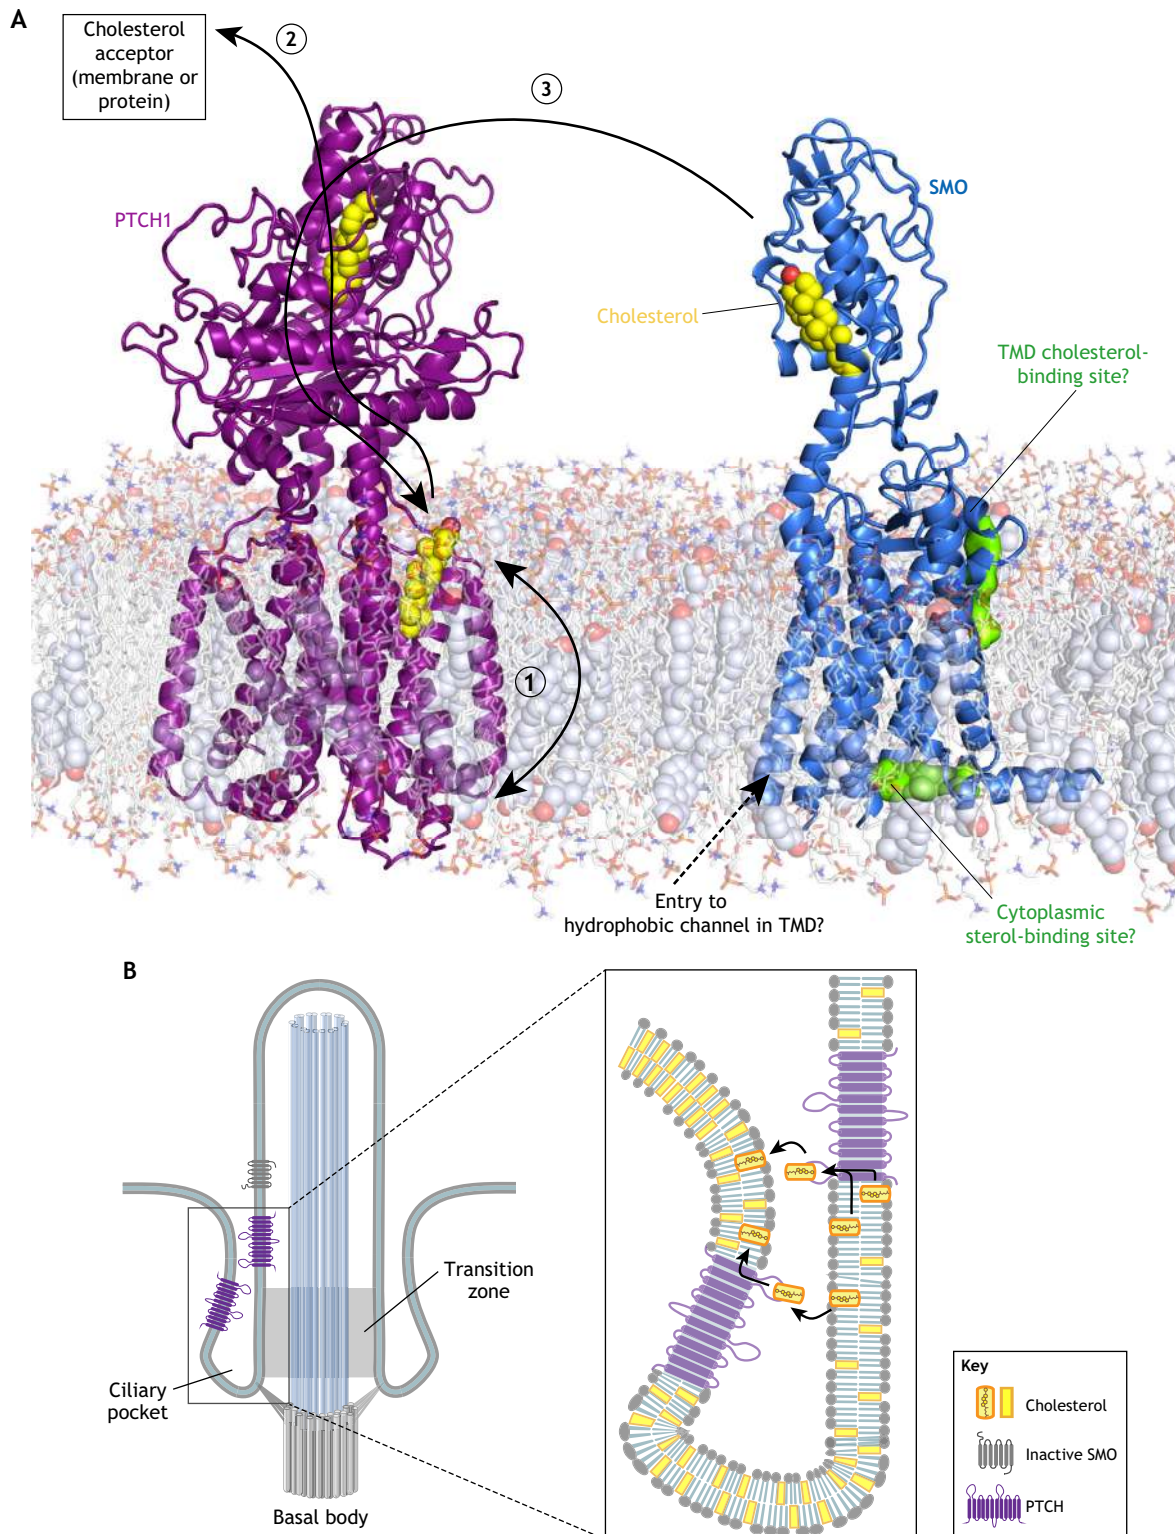 A
Cholesterol
acceptor
(membrane or
protein)
2
3
PTCH1
SMO
Cholesterol
TMD cholesterol-
binding site?
1
Entry to
hydrophobic channel in TMD?
Cytoplasmic
sterol-binding site?
B
Transition
zone
Ciliary
pocket
Basal body
Key
Cholesterol
Inactive SMO
PTCH